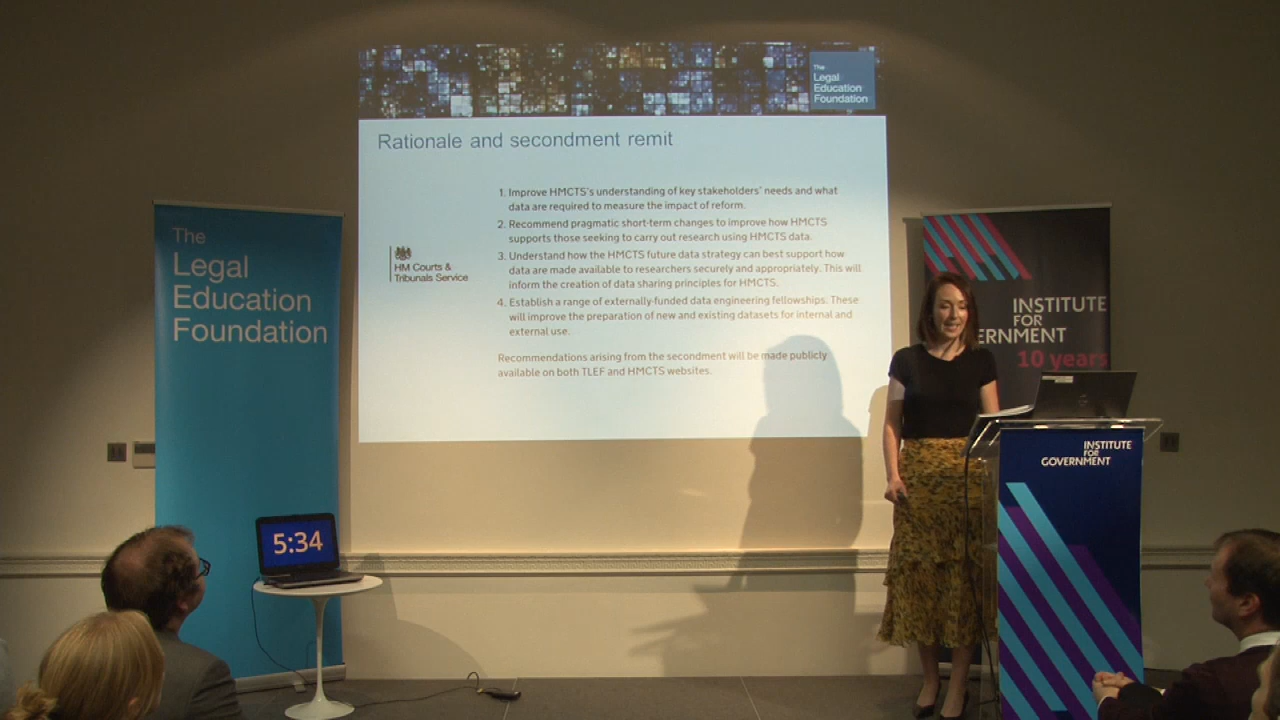 The
Legal
Education
Foundation
Rationale and secondment remit
1. Improve HMCTS's understanding of key stakeholders' needs and what
data are required to measure the impact of reform.
2. Recommend pragmatic short-term changes to improve how HMCTS
supports those seeking to carry out research using HMCTS data.
3. Understand how the HMCTS future data strategy can best support how
data are made available to researchers securely and appropriately. This will
inform the creation of data sharing principles for HMCTS.
4. Establish a range of externally-funded data engineering fellowships. These
will improve the preparation of new and existing datasets for internal and
external use.
Recommendations arising from the secondment will be made publicly
available on both TLEF and HMCTS websites.
HM Courts &
Tribunals Service
The
Legal
Education
Foundation
5:34
INSTITUTE
FOR
ERNMENT
10 years
INSTITUTE
FOR
GOVERNMENT